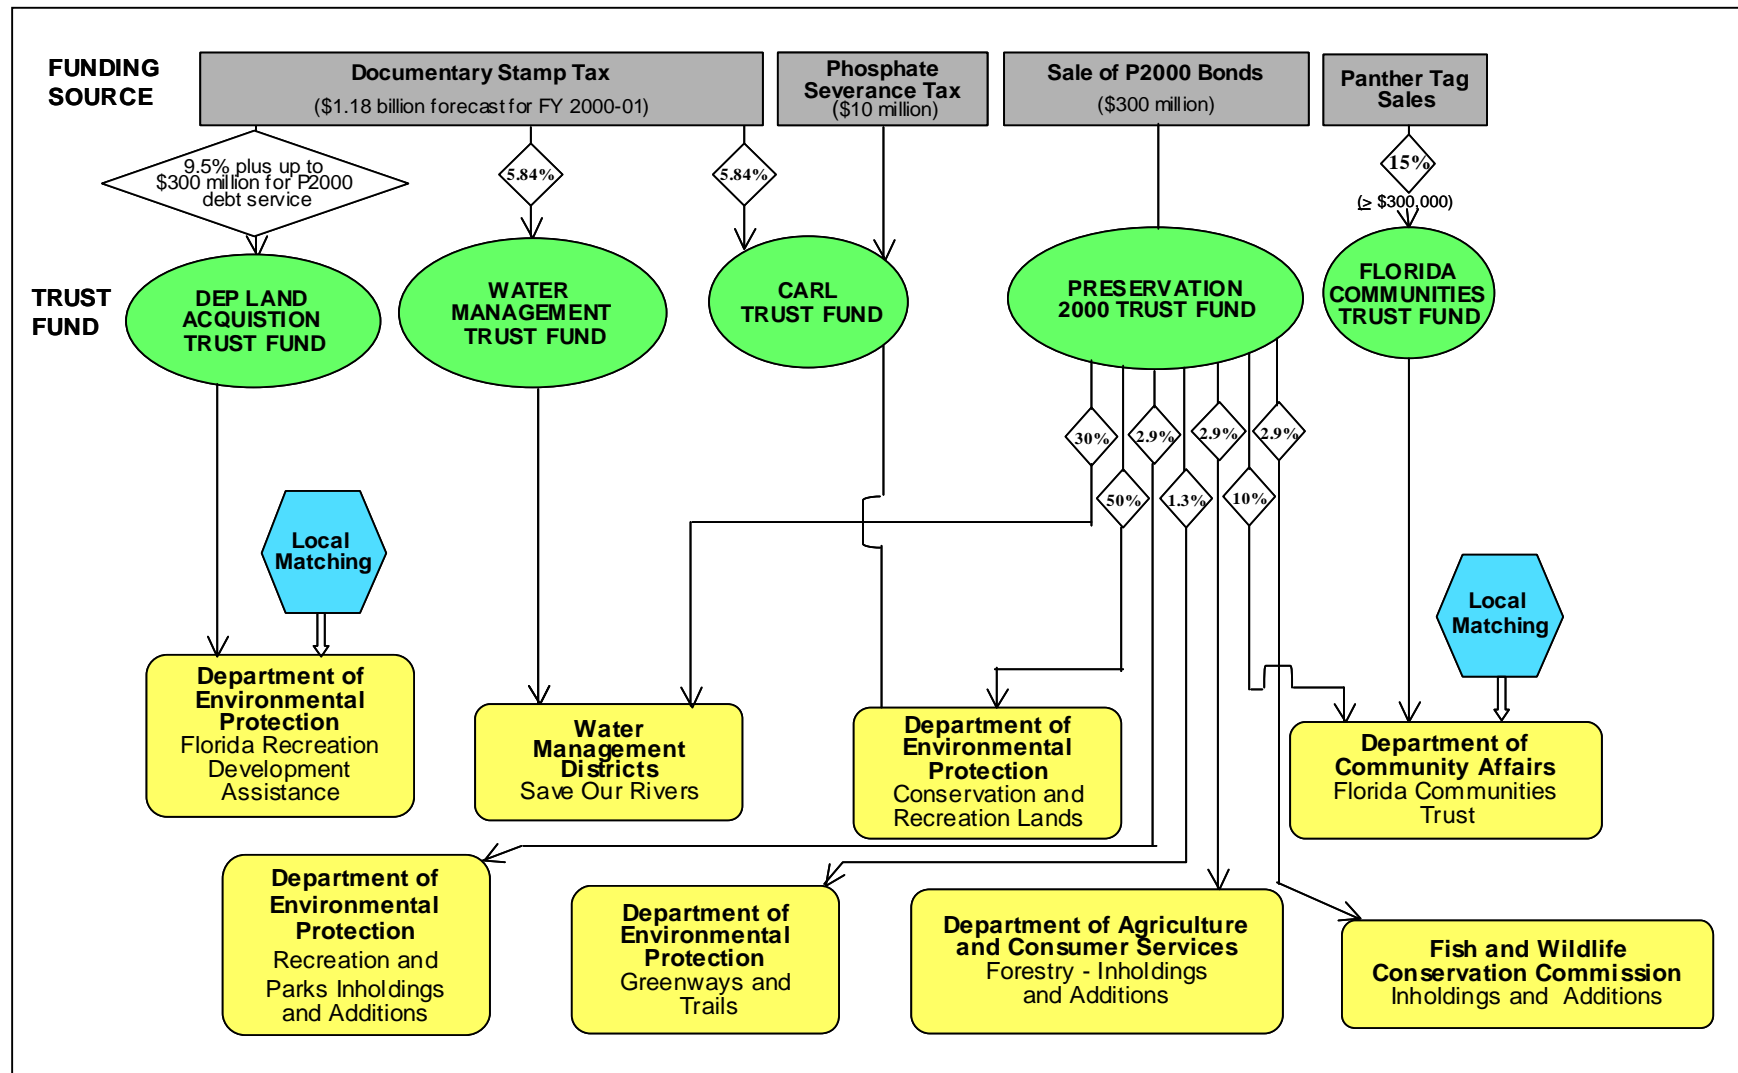 FUNDING
SOURCE
Documentary Stamp Tax
($1.18 billion forecast for FY 2000-01)
Phosphate
Severance Tax
($10 million)
Sale of P2000 Bonds
($300 million)
Panther Tag
Sales
9.5% plus up to
$300 million for P2000
debt service
5.84%
5.84%
15%
(≥ $300,000)
TRUST
FUND
DEP LAND
ACQUISTION
TRUST FUND
WATER
MANAGEMENT
TRUST FUND
CARL
TRUST FUND
PRESERVATION
2000 TRUST FUND
FLORIDA
COMMUNITIES
TRUST FUND
30%
2.9%
2.9%
2.9%
50%
1.3%
10%
Local
Matching
Local
Matching
Department of
Environmental
Protection
Florida Recreation
Development
Assistance
Water
Management
Districts
Save Our Rivers
Department of
Environmental
Protection
Conservation and
Recreation Lands
Department of
Community Affairs
Florida Communities
Trust
Department of
Environmental
Protection
Recreation and
Parks Inholdings
and Additions
Department of
Environmental
Protection
Greenways and
Trails
Department of Agriculture
and Consumer Services
Forestry - Inholdings
and Additions
Fish and Wildlife
Conservation Commission
Inholdings and Additions